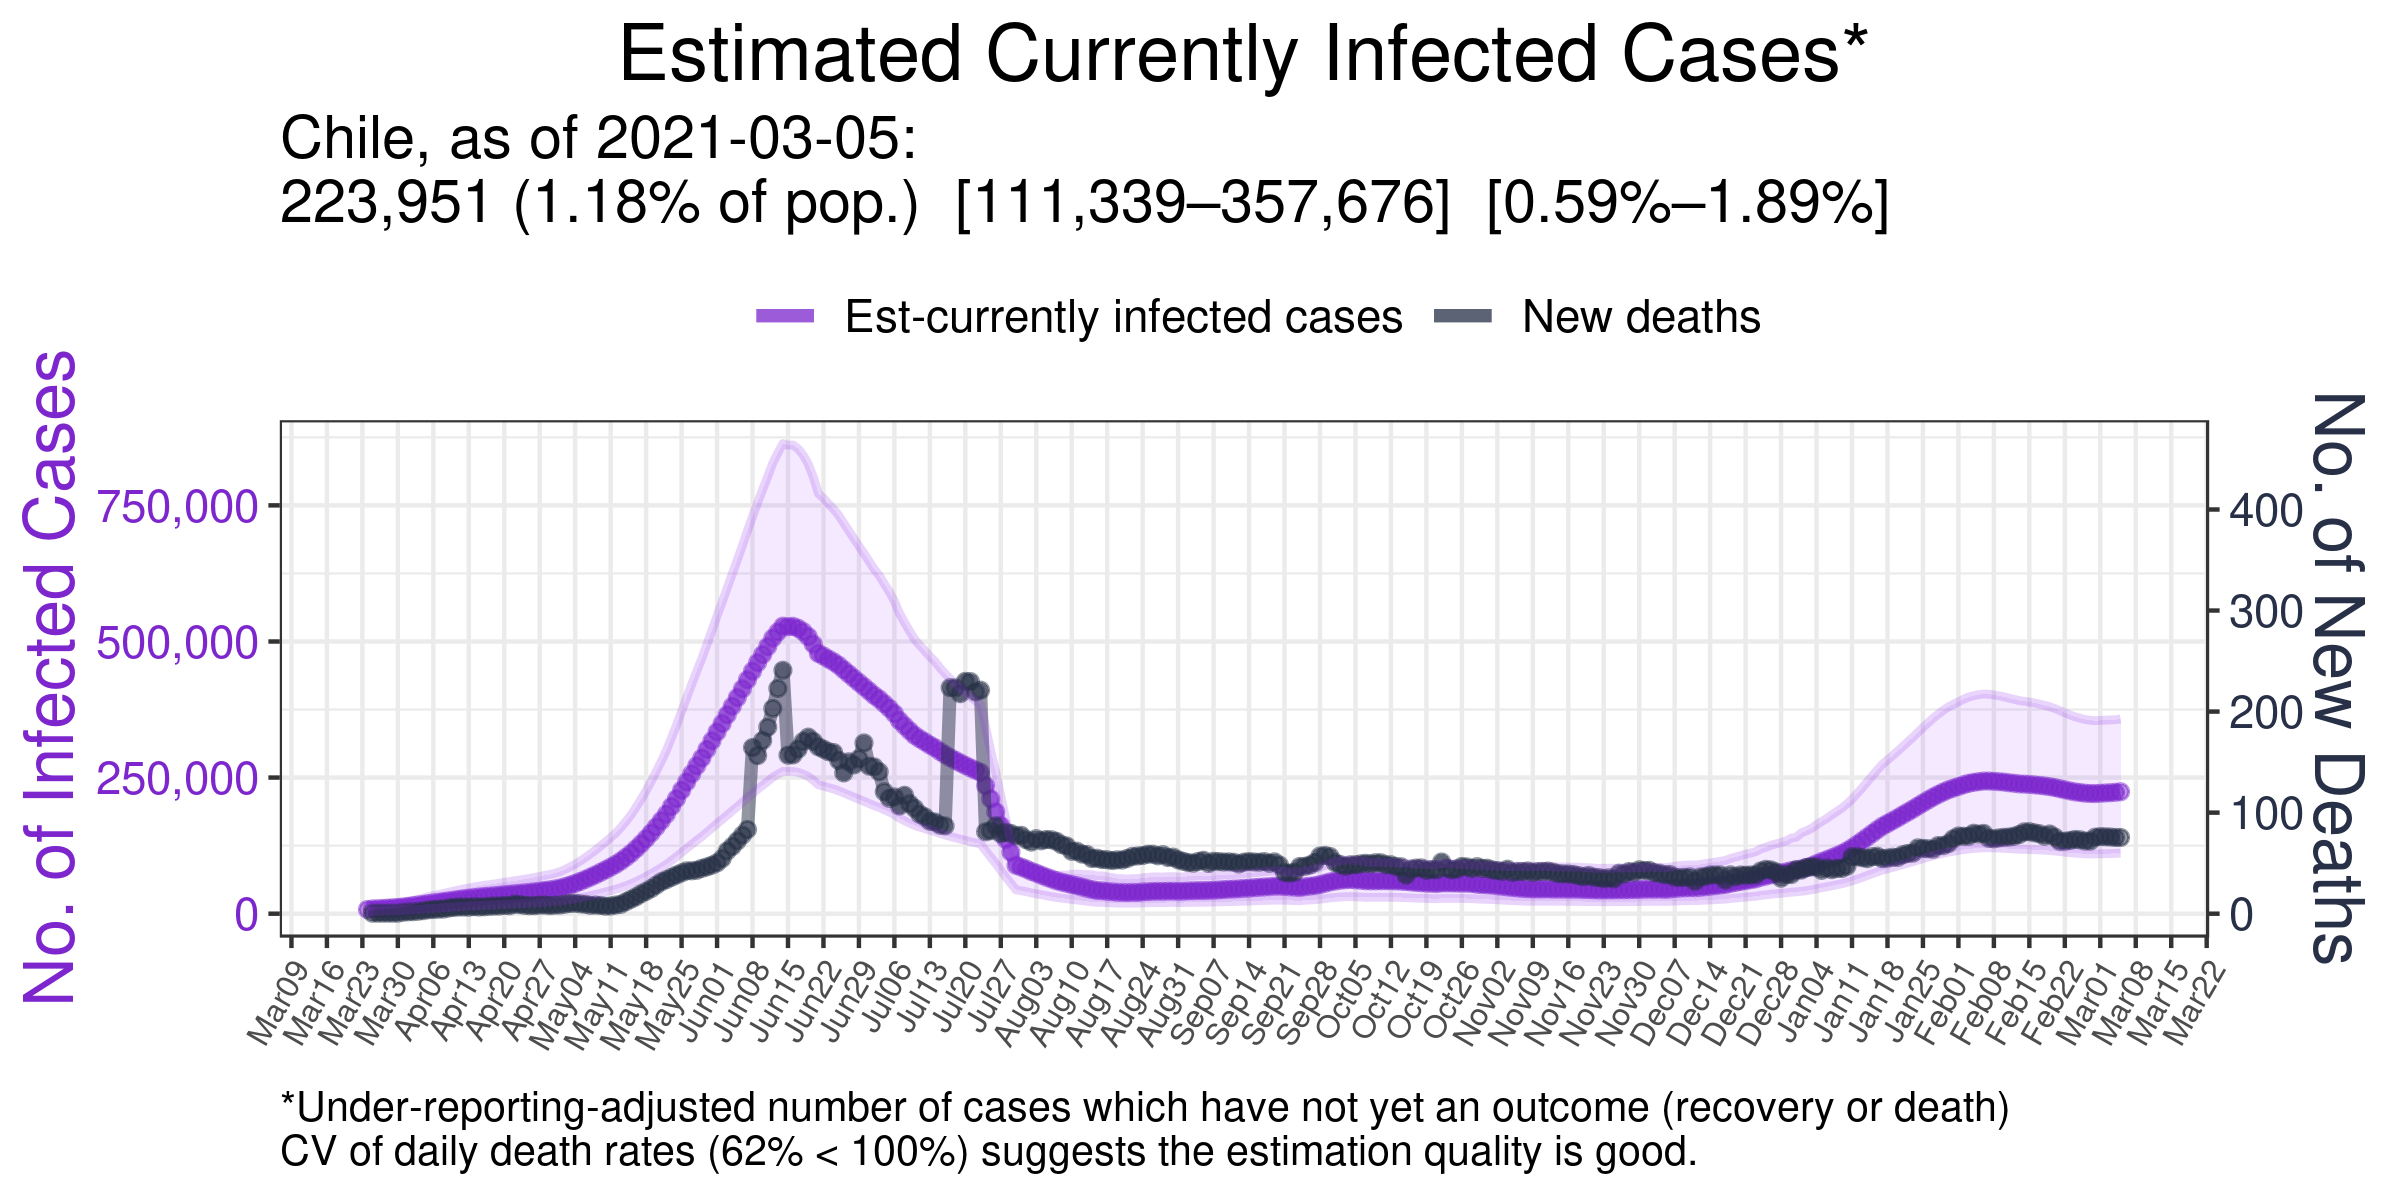 Estimated Currently Infected Cases*
Chile, as of 2021-03-05:
223,951 (1.18% of pop.)  [111,339–357,676]  [0.59%–1.89%]
Est-currently infected cases
New deaths
No. of Infected Cases
750,000
500,000
250,000
0
400
300
200
100
0
No. of New Deaths
Mar09
Mar16
Mar23
Mar30
Apr06
Apr13
Apr20
Apr27
May04
May11
May18
May25
Jun01
Jun08
Jun15
Jun22
Jun29
Jul06
Jul13
Jul20
Jul27
Aug03
Aug10
Aug17
Aug24
Aug31
Sep07
Sep14
Sep21
Sep28
Oct05
Oct12
Oct19
Oct26
Nov02
Nov09
Nov16
Nov23
Nov30
Dec07
Dec14
Dec21
Dec28
Jan04
Jan11
Jan18
Jan25
Feb01
Feb08
Feb15
Feb22
Mar01
Mar08
Mar15
Mar22
*Under-reporting-adjusted number of cases which have not yet an outcome (recovery or death)
CV of daily death rates (62% < 100%) suggests the estimation quality is good.